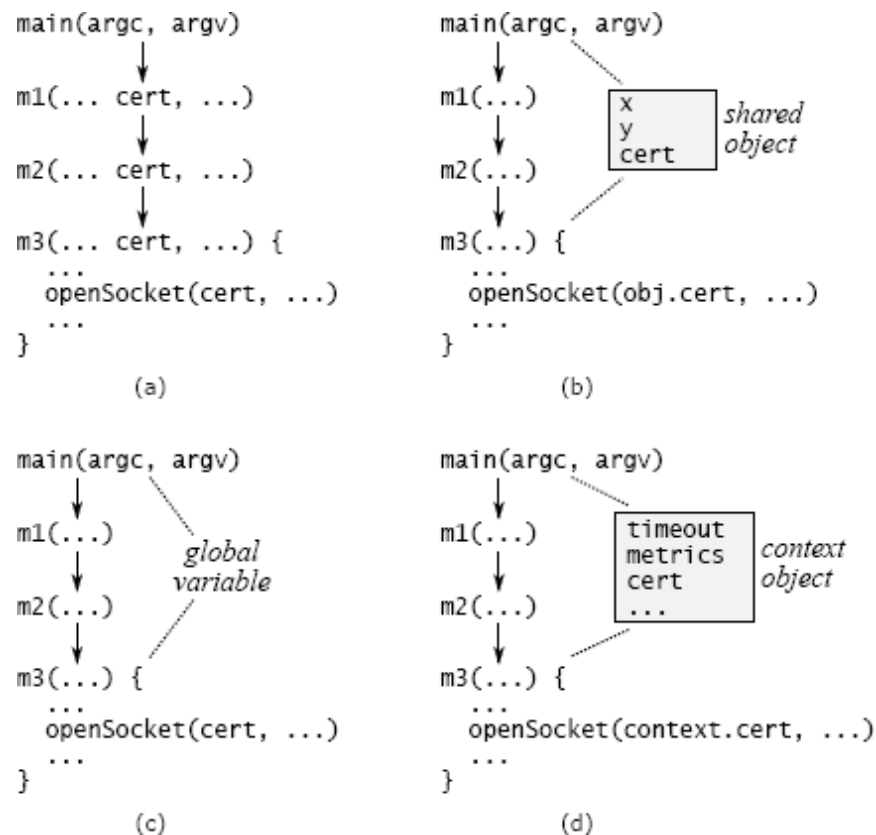 main(argc, argv)
m1(... cert, ...)
m2(... cert, ...)
m3(... cert, ...) {
...
openSocket(cert, ...)
...
}
(a)
main(argc, argv)
m1(...)
m2(...)
m3(...) {
...
openSocket(obj.cert, ...)
...
}
x
y
cert
shared
object
(b)
main(argc, argv)
m1(...)
m2(...)
m3(...) {
...
openSocket(cert, ...)
...
}
global
variable
(c)
main(argc, argv)
m1(...)
m2(...)
m3(...) {
...
openSocket(context.cert, ...)
...
}
timeout
metrics
cert
...
context
object
(d)